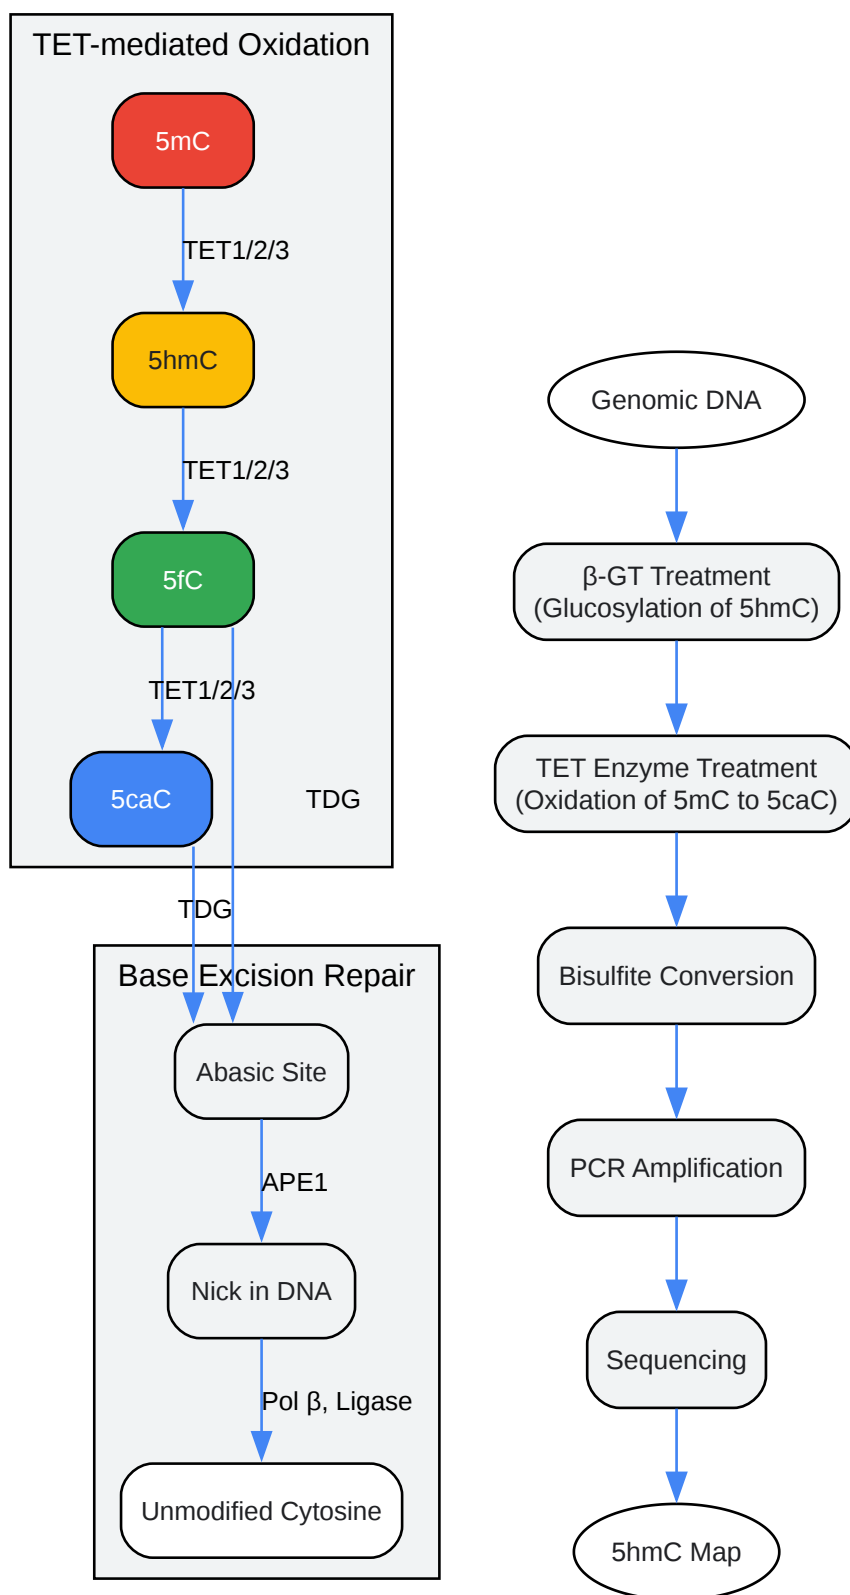 TET-mediated Oxidation
5mC
TET1/2/3
5hmC
TET1/2/3
5fC
TET1/2/3
5caC
TDG
TDG
Base Excision Repair
Abasic Site
APE1
Nick in DNA
Pol β, Ligase
Unmodified Cytosine
Genomic DNA
β-GT Treatment
(Glucosylation of 5hmC)
TET Enzyme Treatment
(Oxidation of 5mC to 5caC)
Bisulfite Conversion
PCR Amplification
Sequencing
5hmC Map